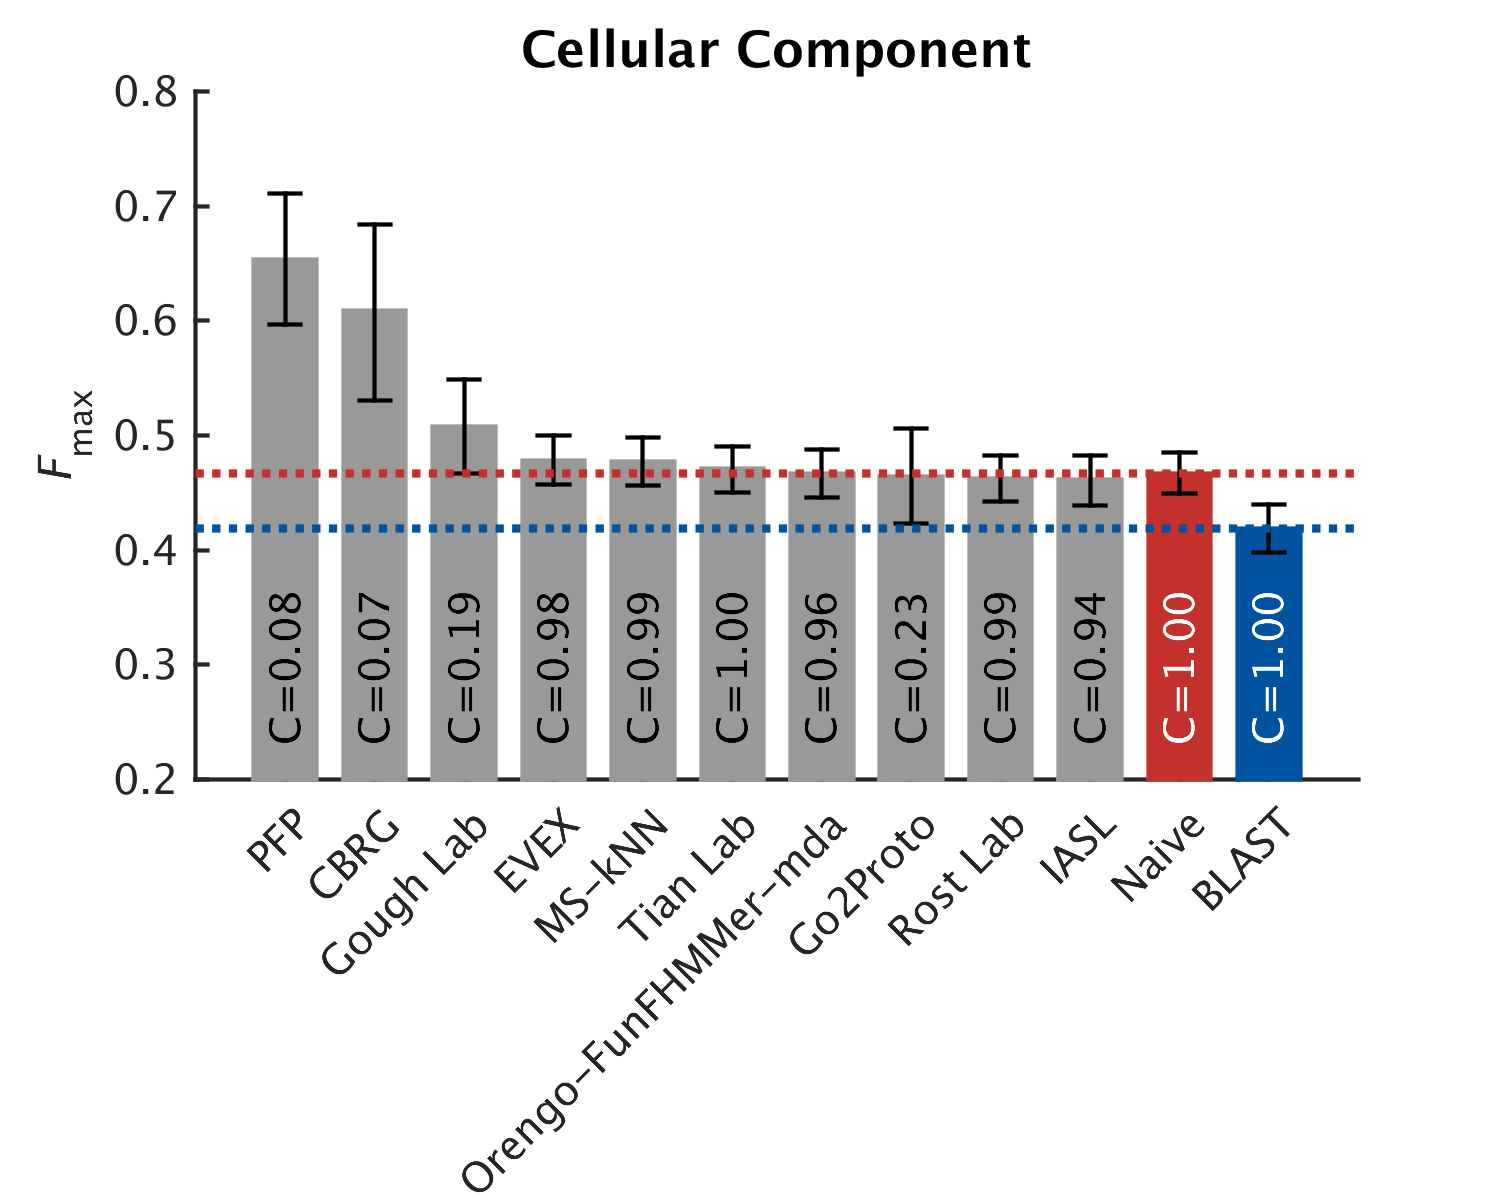 Cellular Component
0.8
0.7
0.6
0.5
0.4
0.3
0.2
Fmax
C=0.08
C=0.07
C=0.19
C=0.98
C=0.99
C=1.00
C=0.96
C=0.23
C=0.99
C=0.94
C=1.00
C=1.00
PFP
CBRG
Gough Lab
EVEX
MS-kNN
Tian Lab
Orengo-FunFHMMer-mda
Go2Proto
Rost Lab
IASL
Naive
BLAST